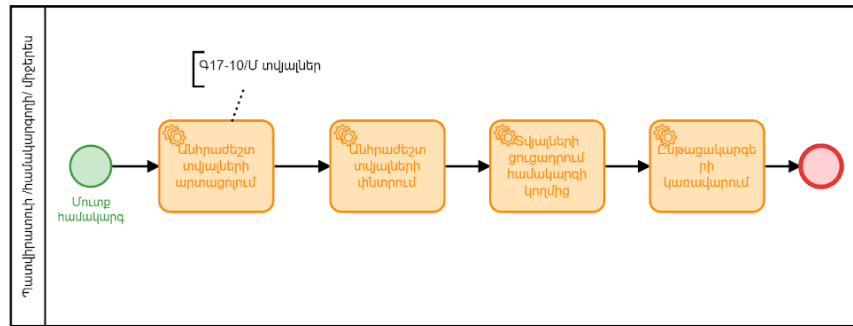 Պատվիրատուի /համակարգողի/ միջերես
Գ17-10/Մ տվյալներ
Մուտք
համակարգ
Անհրաժեշտ
տվյալների
արտացոլում
Անհրաժեշտ
տվյալների
փնտրում
Տվյալների
ցուցադրում
համակարգի
կողմից
Ընթացակարգե
րի
կառավարում